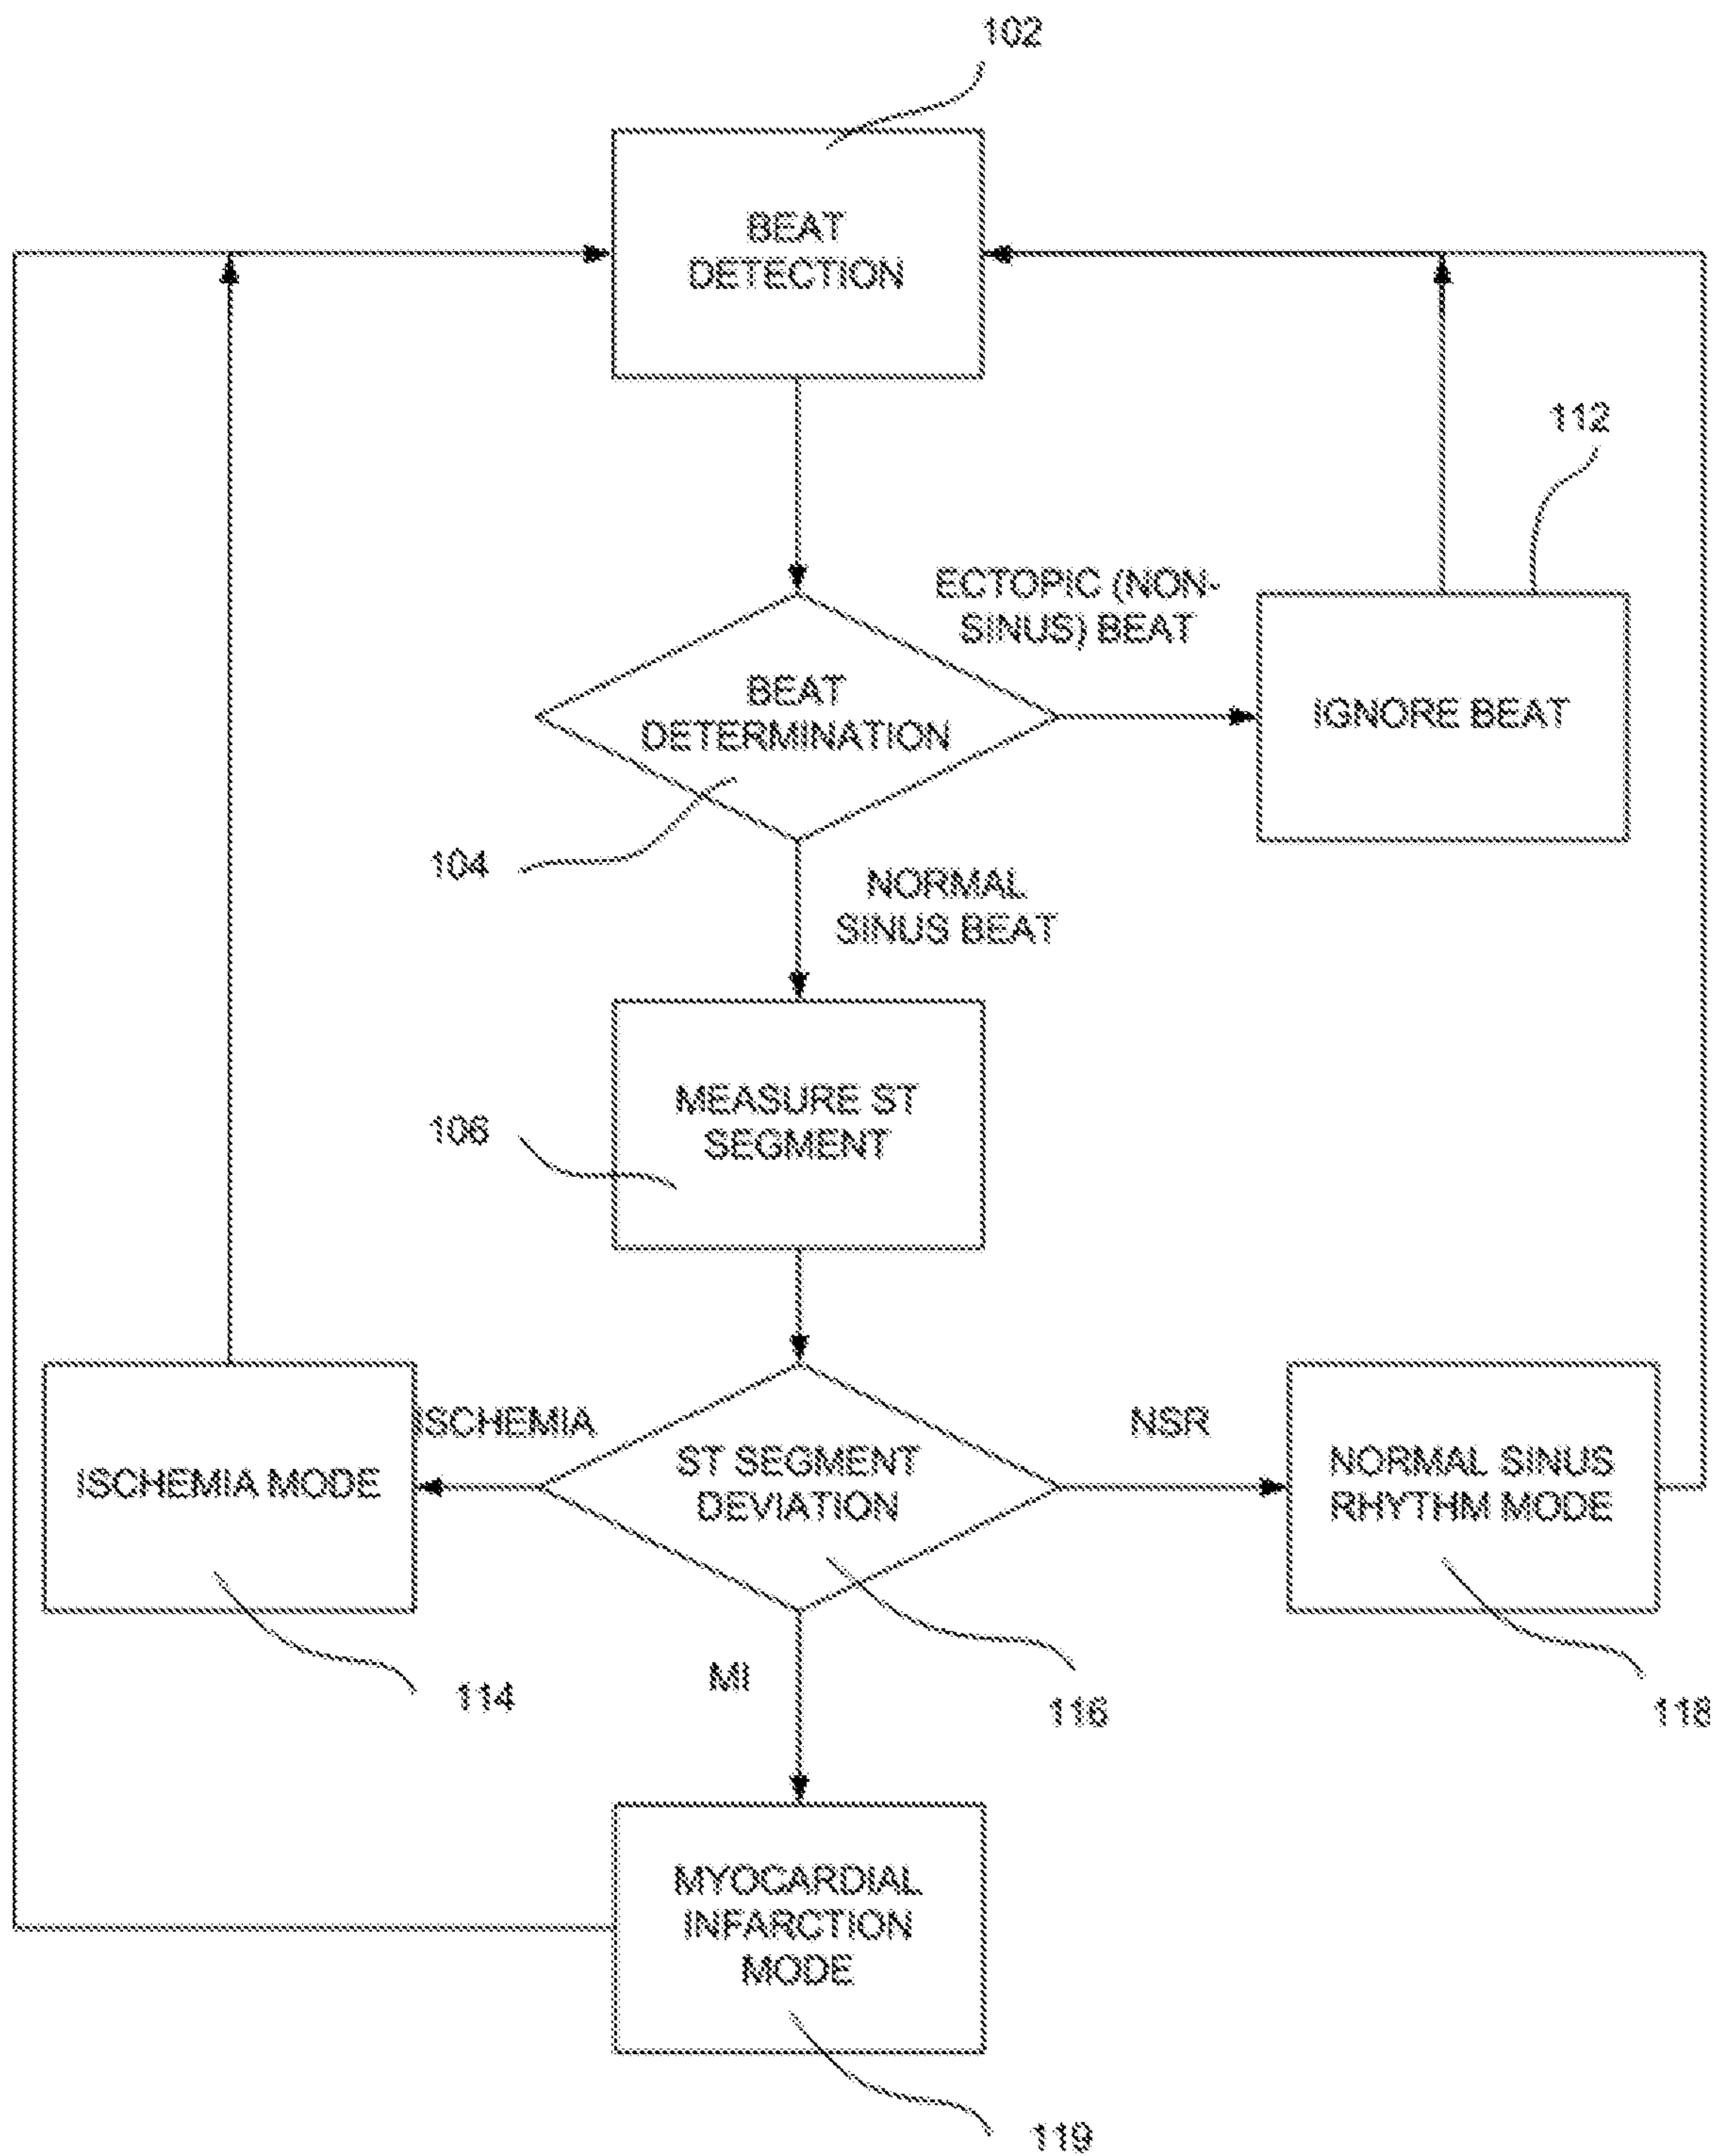 102
BEAT
DETECTION
112
ECTOPIC (NON-
SINUS) BEAT
BEAT
DETERMINATION
IGNORE BEAT
104
NORMAL
SINUS BEAT
MEASURE ST
SEGMENT
106
ISCHEMIA
NSR
ISCHEMIA MODE
ST SEGMENT
DEVIATION
NORMAL SINUS
RHYTHM MODE
114
MI
116
118
MYOCARDIAL
INFARCTION
MODE
119